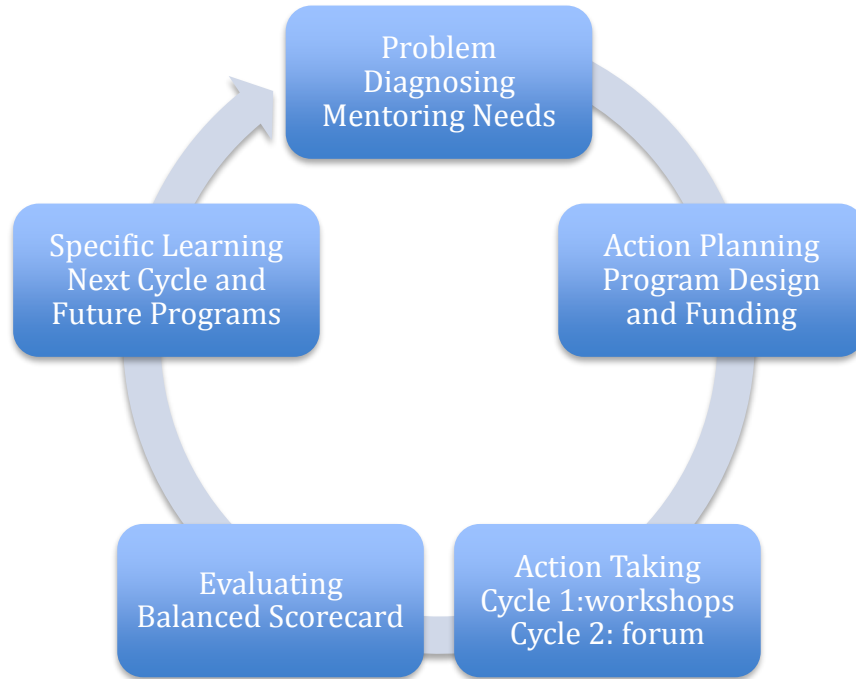 Problem
Diagnosing
Mentoring Needs
Action Planning
Program Design
and Funding
Action Taking
Cycle 1:workshops
Cycle 2: forum
Evaluating
Balanced Scorecard
Specific Learning
Next Cycle and
Future Programs